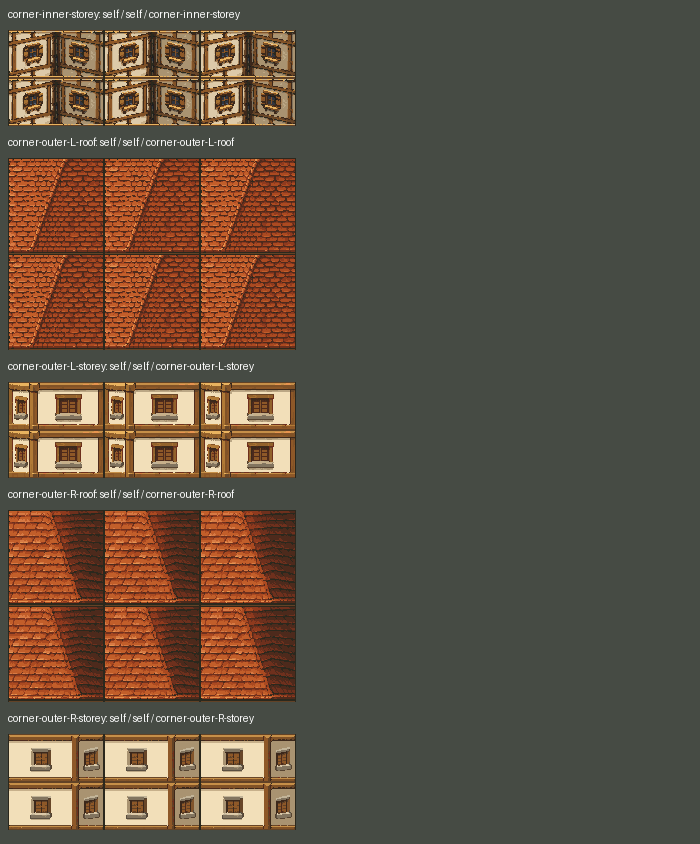 corner-inner-storey: self / self / corner-inner-storey
corner-outer-L-roof: self / self / corner-outer-L-roof
corner-outer-L-storey: self / self / corner-outer-L-storey
corner-outer-R-roof: self / self / corner-outer-R-roof
corner-outer-R-storey: self / self / corner-outer-R-storey